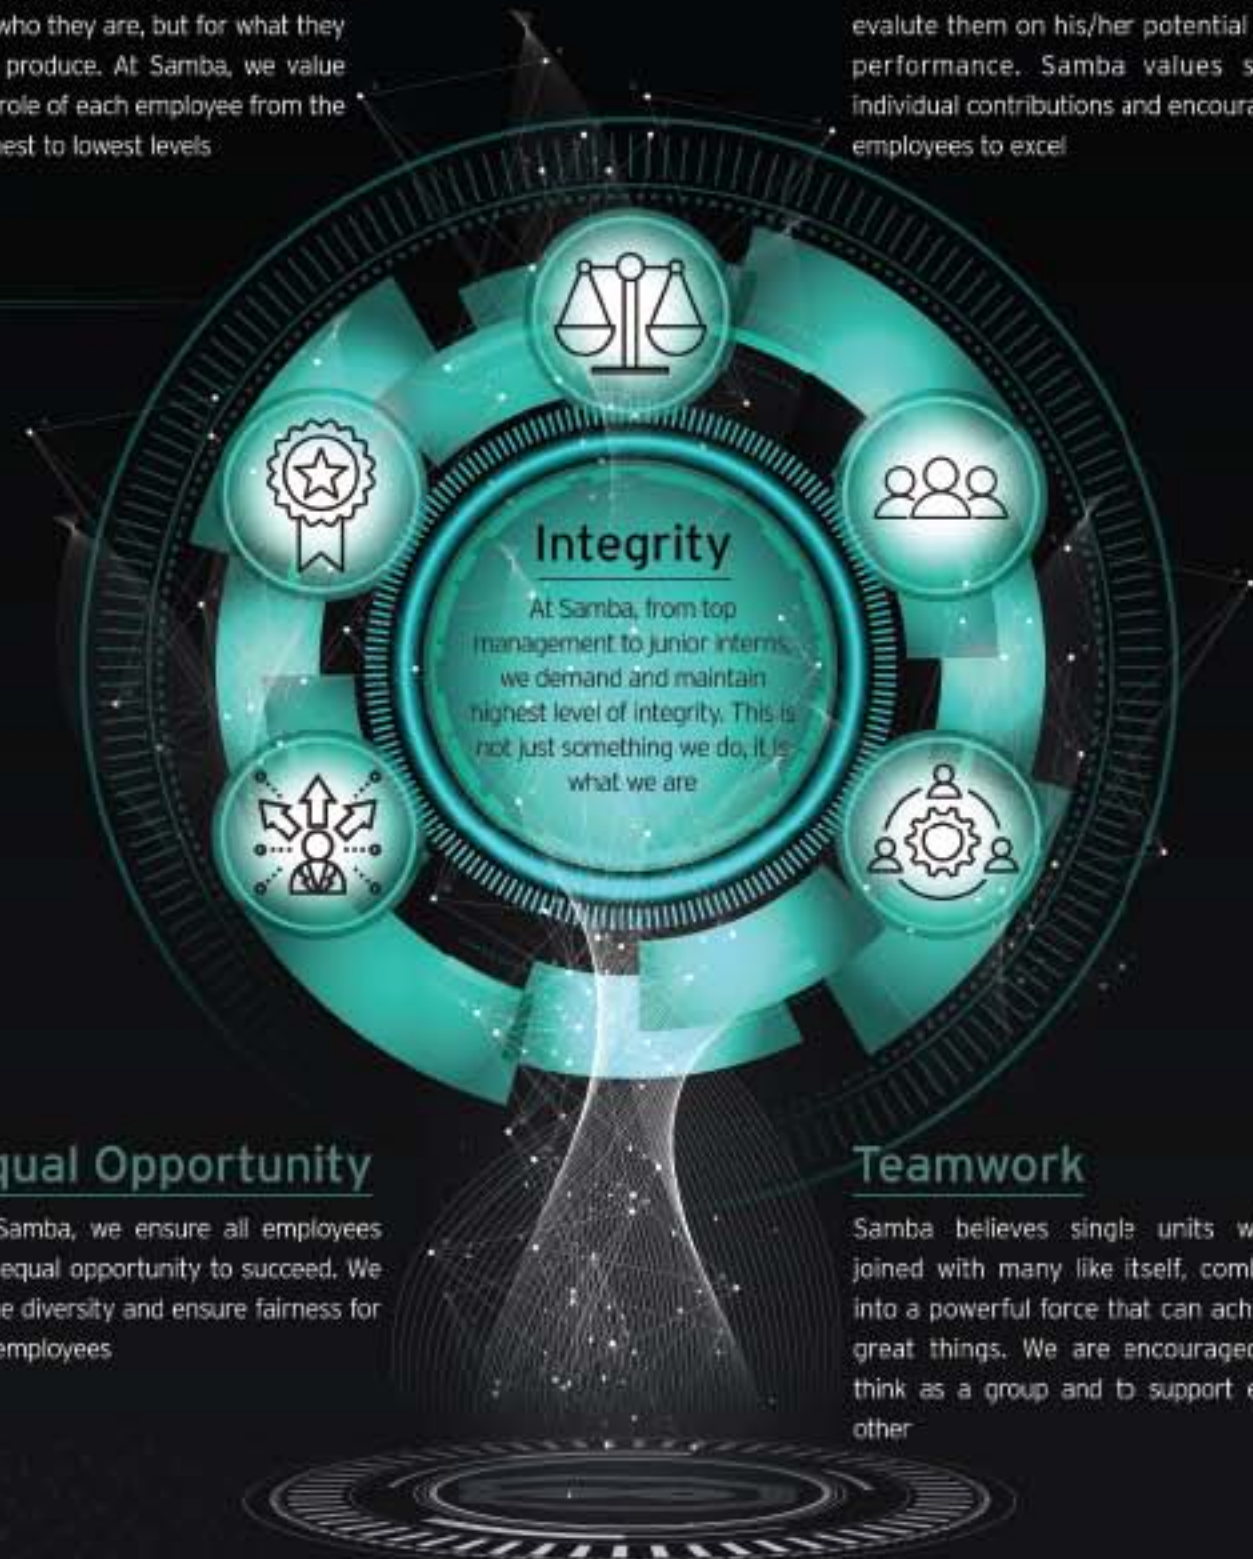 who they are, but for what they
produce. At Samba, we value
role of each employee from the
est to lowest levels
evalute them on his/her potential
performance. Samba values s
individual contributions and encoura
employees to excel
Integrity
At Samba, from top
management to junior interns,
we demand and maintain
highest level of integrity. This is
not just something we do, it is
what we are
qual Opportunity
Samba, we ensure all employees
equal opportunity to succeed. We
e diversity and ensure fairness for
employees
Teamwork
Samba believes single units w
joined with many like itself, com
into a powerful force that can ach
great things. We are encouraged
think as a group and to support e
other